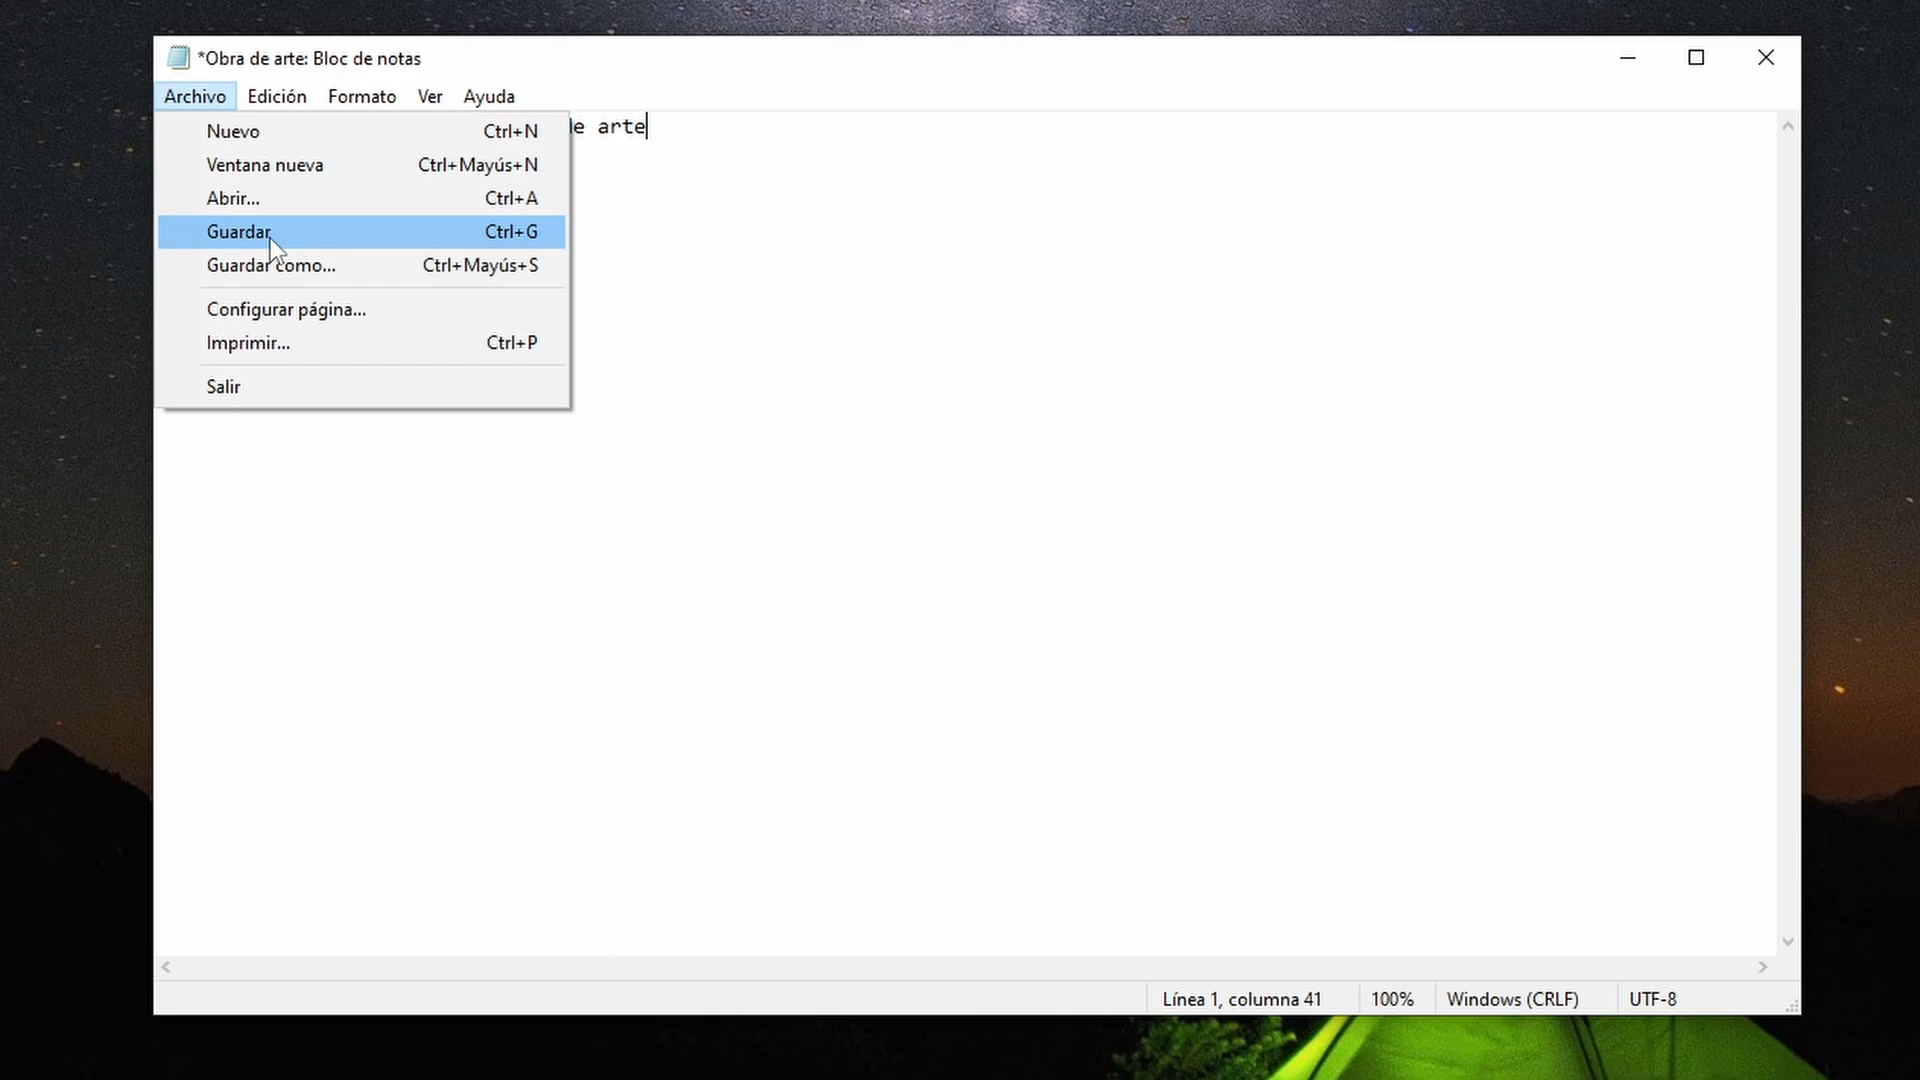 *Obra de arte: Bloc de notas
Archivo Edición Formato Ver Ayuda
de arte
Nuevo Ctrl+N
Ventana nueva Ctrl+Mayús+N
Abrir... Ctrl+A
Guardar Ctrl+G
Guardar como... Ctrl+Mayús+S
Configurar página...
Imprimir... Ctrl+P
Salir
Línea 1, columna 41 100% Windows (CRLF) UTF-8